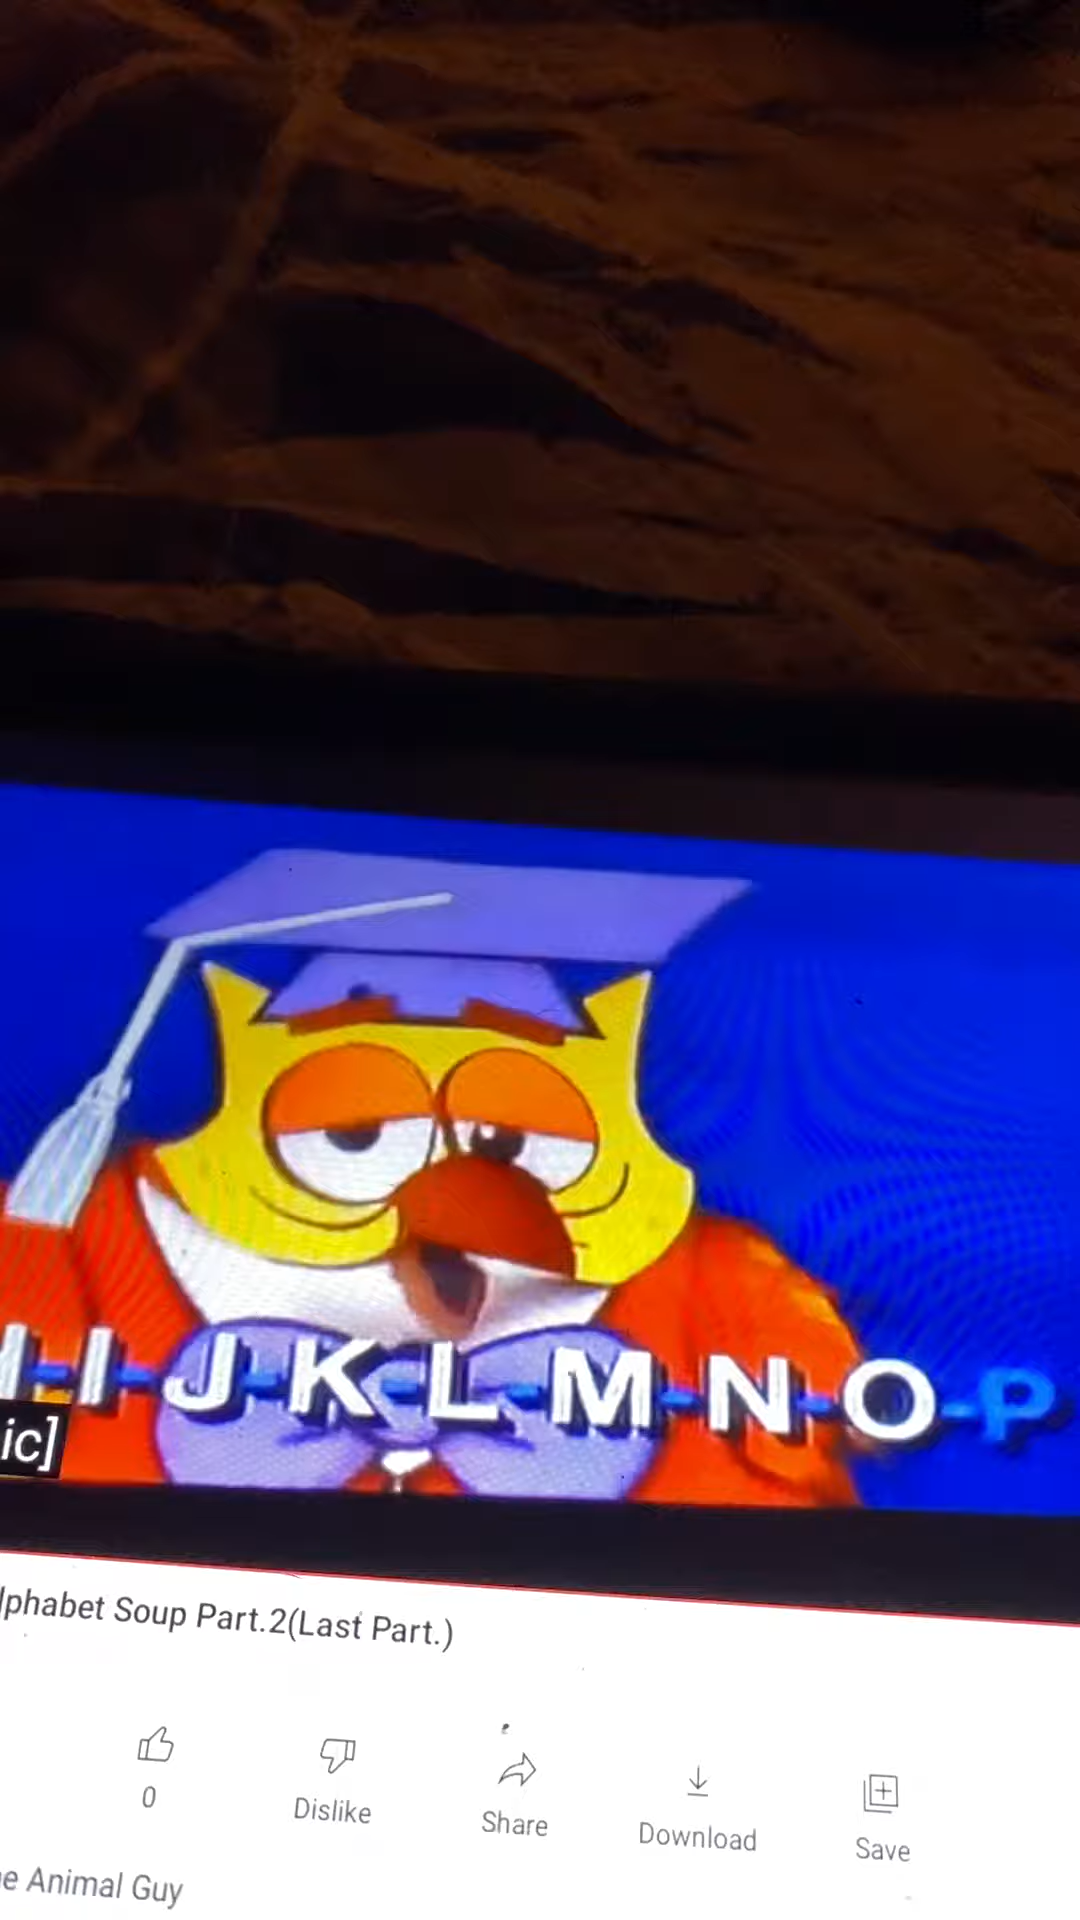 I-J-K-L-M-N-O-P
ic]
lphabet Soup Part.2(Last Part.)
0
Dislike
Share
Download
Save
e Animal Guy